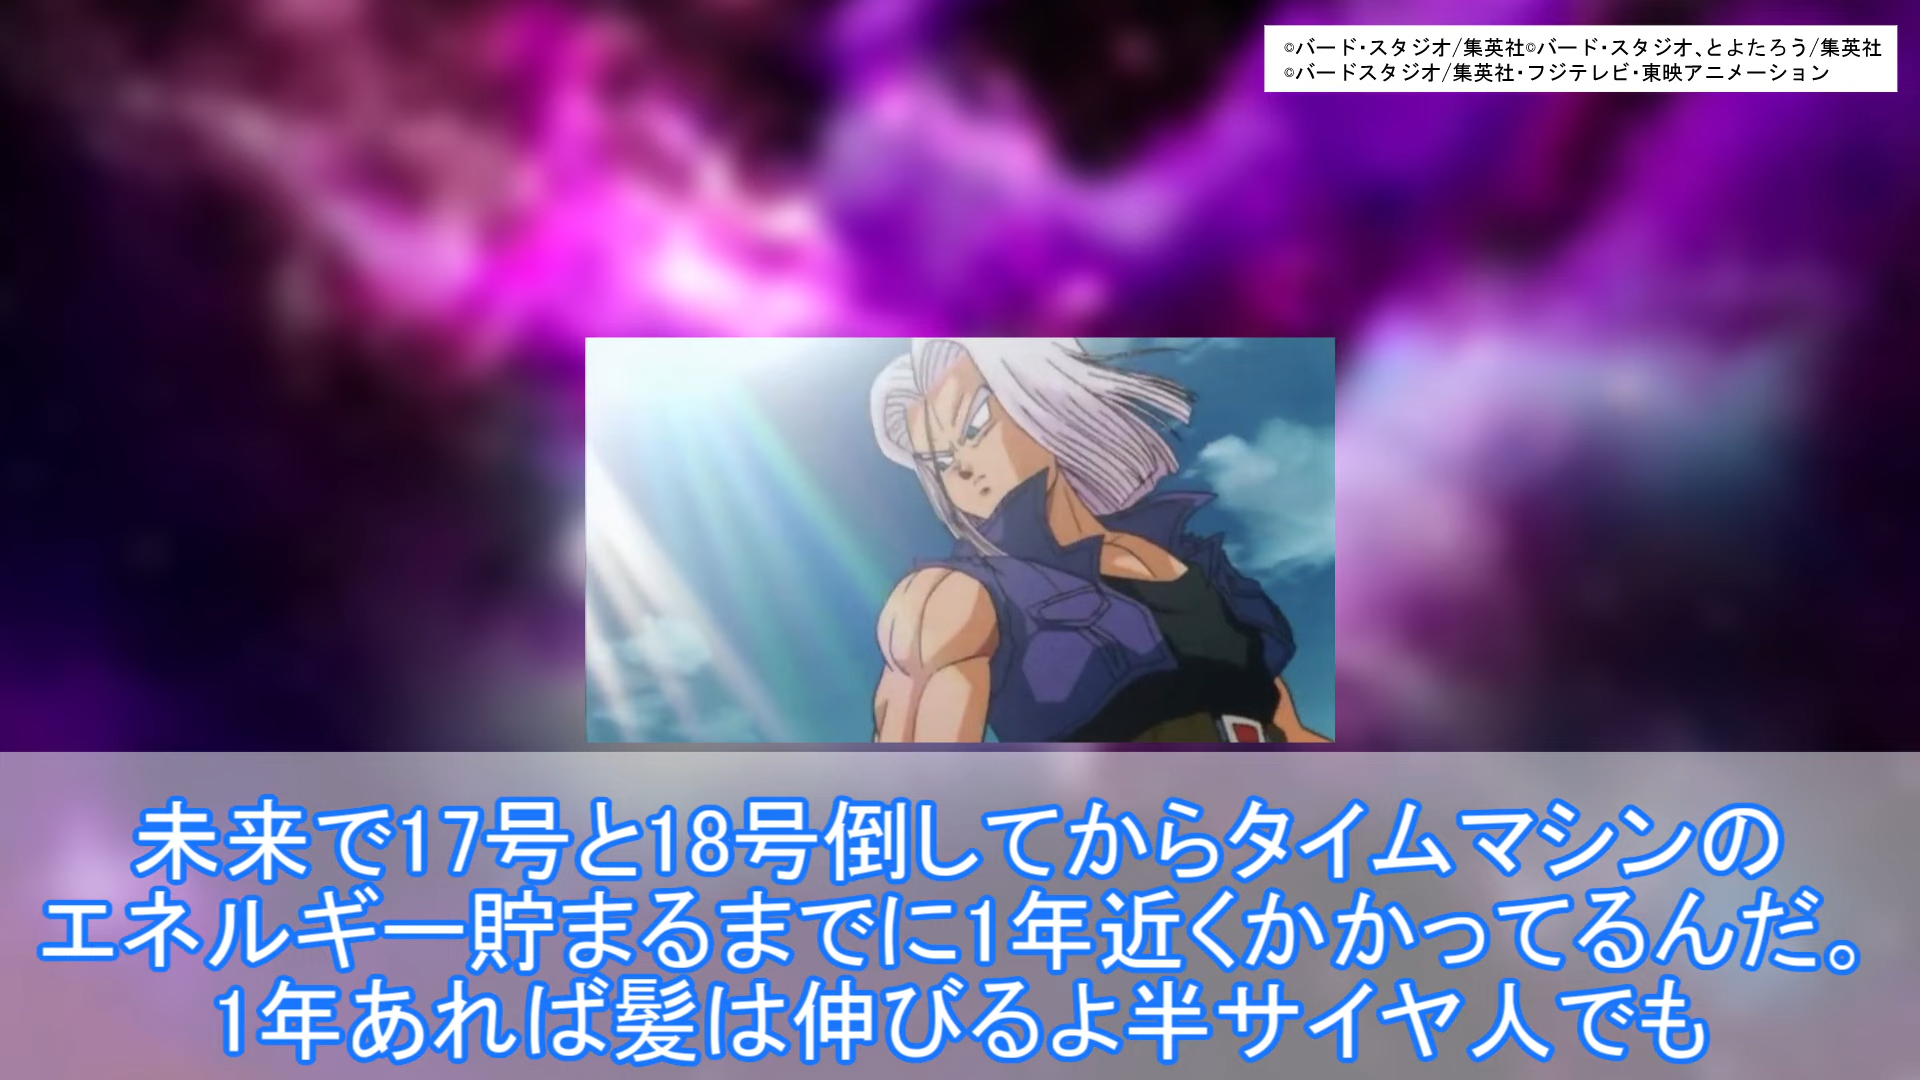 ©バード・スタジオ/集英社©バード・スタジオ、とよたろう/集英社
©バードスタジオ/集英社・フジテレビ・東映アニメーション
未来で17号と18号倒してからタイムマシンの
エネルギー貯まるまでに1年近くかかってるんだ。
1年あれば髪は伸びるよ半サイヤ人でも